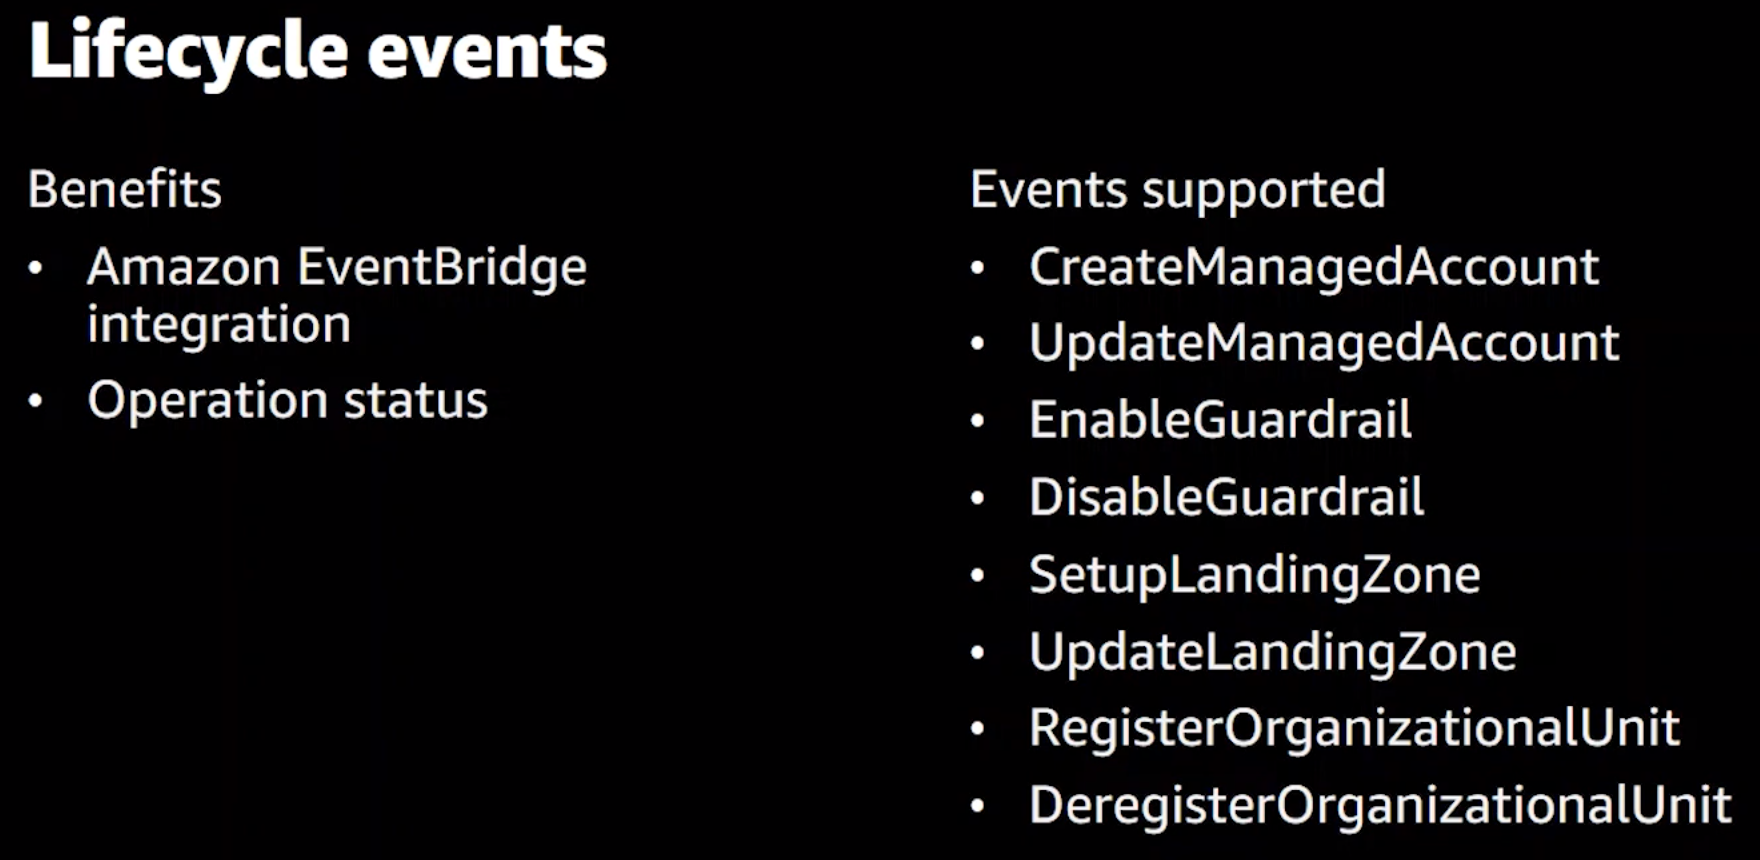 Lifecycle events
Benefits
• Amazon EventBridge
integration
• Operation status
Events supported
• CreateManagedAccount
• UpdateManagedAccount
• EnableGuardrail
• DisableGuardrail
• SetupLandingZone
• UpdateLandingZone
• RegisterOrganizationalUnit
• DeregisterOrganizationalUnit